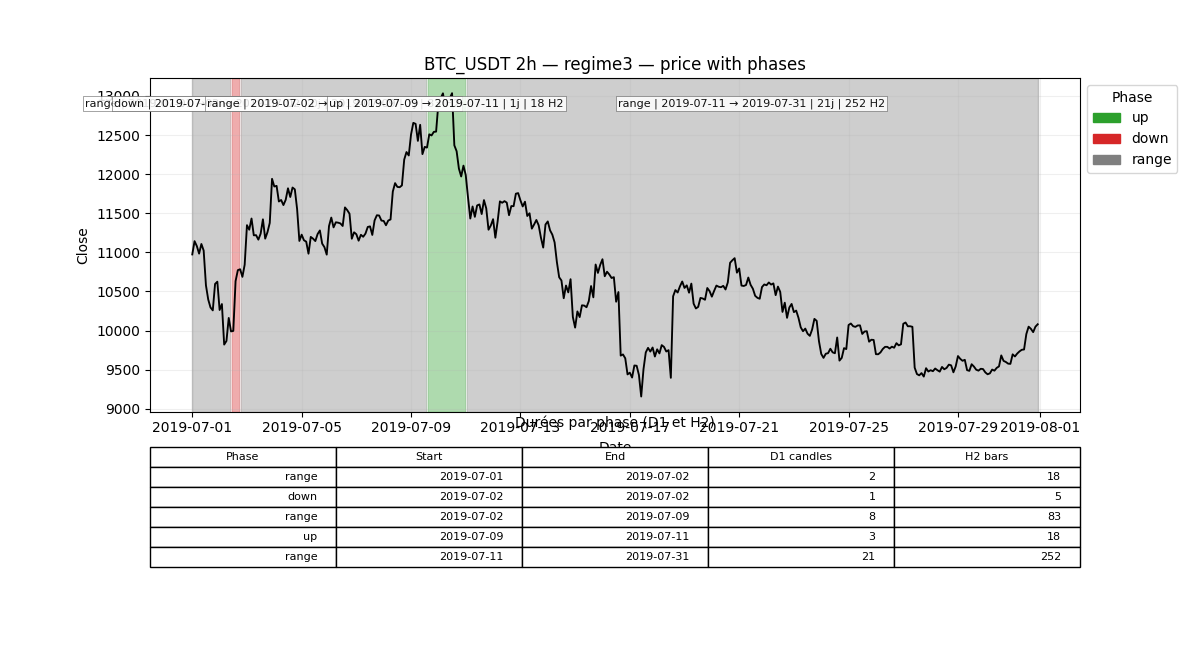 BTC_USDT 2h — regime3 — price with phases
13000
12500
12000
11500
11000
10500
10000
9500
9000
Close
down | 2019-07-
range | 2019-07-02 →
up | 2019-07-09 → 2019-07-11 | 1j | 18 H2
range | 2019-07-11 → 2019-07-31 | 21j | 252 H2
Phase
up
down
range
2019-07-01 2019-07-05 2019-07-09 2019-07-13 2019-07-17 2019-07-21 2019-07-25 2019-07-29 2019-08-01
Date
Durées par phase (D1 et H2)
Phase Start End D1 candles H2 bars
range 2019-07-01 2019-07-02 2 18
down 2019-07-02 2019-07-02 1 5
range 2019-07-02 2019-07-09 8 83
up 2019-07-09 2019-07-11 3 18
range 2019-07-11 2019-07-31 21 252